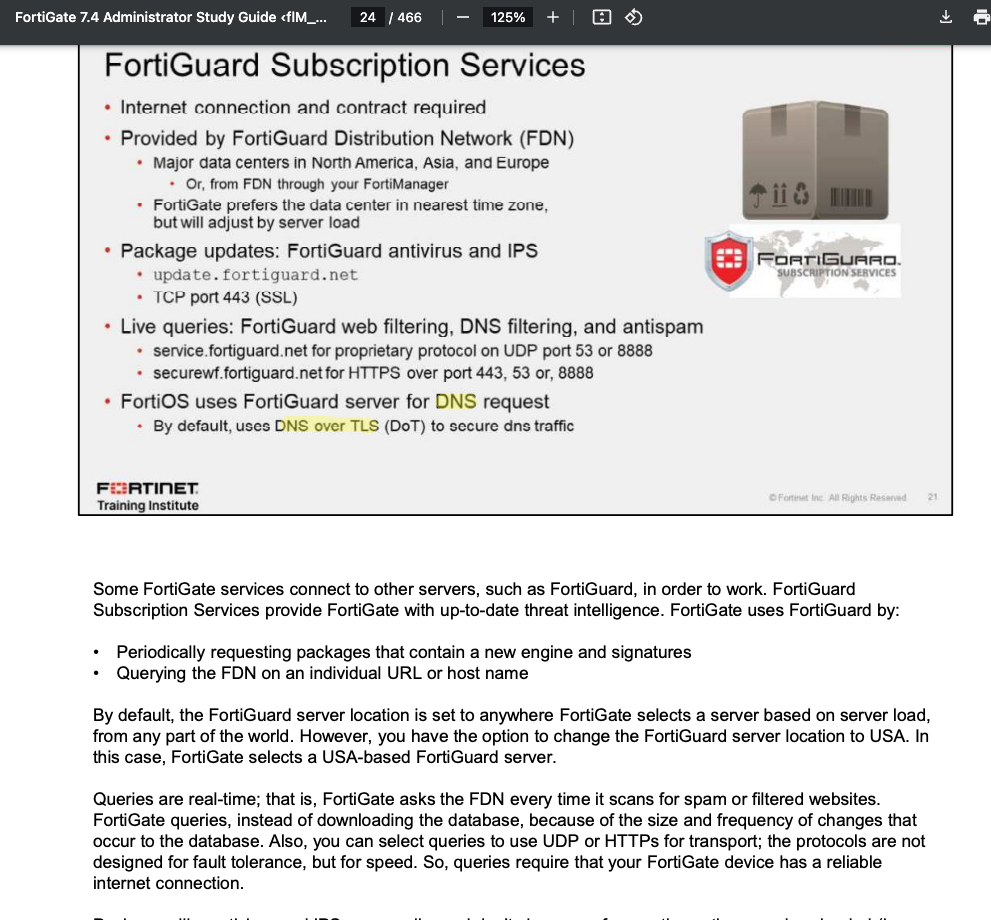 FortiGate 7.4 Administrator Study Guide <flM_...
24 / 466
125%
FortiGuard Subscription Services
• Internet connection and contract required
• Provided by FortiGuard Distribution Network (FDN)
• Major data centers in North America, Asia, and Europe
• Or, from FDN through your FortiManager
• FortiGate prefers the data center in nearest time zone,
but will adjust by server load
• Package updates: FortiGuard antivirus and IPS
• update.fortiguard.net
• TCP port 443 (SSL)
• Live queries: FortiGuard web filtering, DNS filtering, and antispam
• service.fortiguard.net for proprietary protocol on UDP port 53 or 8888
• securewf.fortiguard.net for HTTPS over port 443, 53 or, 8888
• FortiOS uses FortiGuard server for DNS request
• By default, uses DNS over TLS (DoT) to secure dns traffic
FORTIGUARD.
SUBSCRIPTION SERVICES
FORTINET
Training Institute
© Fortinet Inc. All Rights Reserved. 21
Some FortiGate services connect to other servers, such as FortiGuard, in order to work. FortiGuard
Subscription Services provide FortiGate with up-to-date threat intelligence. FortiGate uses FortiGuard by:
• Periodically requesting packages that contain a new engine and signatures
• Querying the FDN on an individual URL or host name
By default, the FortiGuard server location is set to anywhere FortiGate selects a server based on server load,
from any part of the world. However, you have the option to change the FortiGuard server location to USA. In
this case, FortiGate selects a USA-based FortiGuard server.
Queries are real-time; that is, FortiGate asks the FDN every time it scans for spam or filtered websites.
FortiGate queries, instead of downloading the database, because of the size and frequency of changes that
occur to the database. Also, you can select queries to use UDP or HTTPs for transport; the protocols are not
designed for fault tolerance, but for speed. So, queries require that your FortiGate device has a reliable
internet connection.